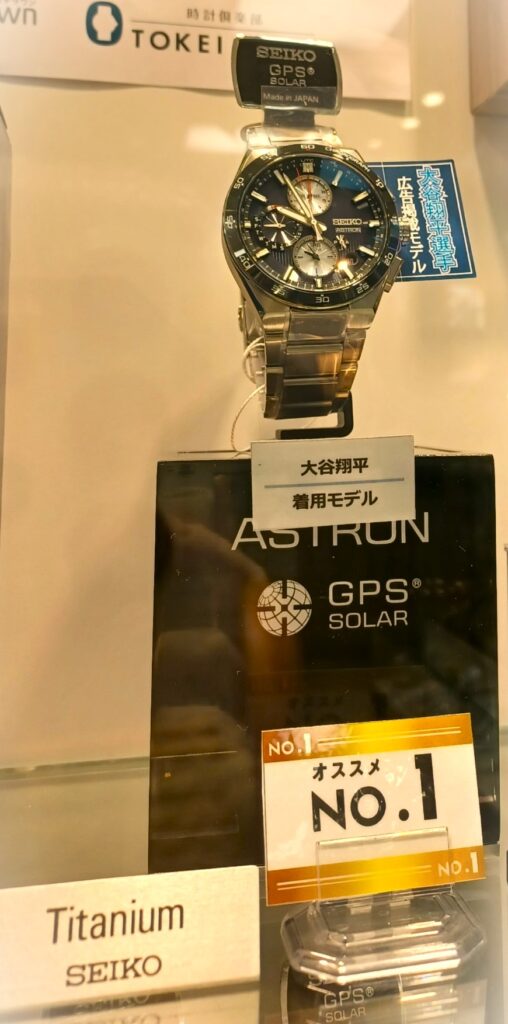 時計倶楽部
TOKEI
SEIKO
GPS®
SOLAR
Made in JAPAN
SEIKO
ASTRON
大谷翔平選手
広告掲載モデル
大谷翔平
着用モデル
ASTRON
GPS®
SOLAR
NO.1
オススメ
NO.1
NO.1
Titanium
SEIKO
GPS®
SOLAR